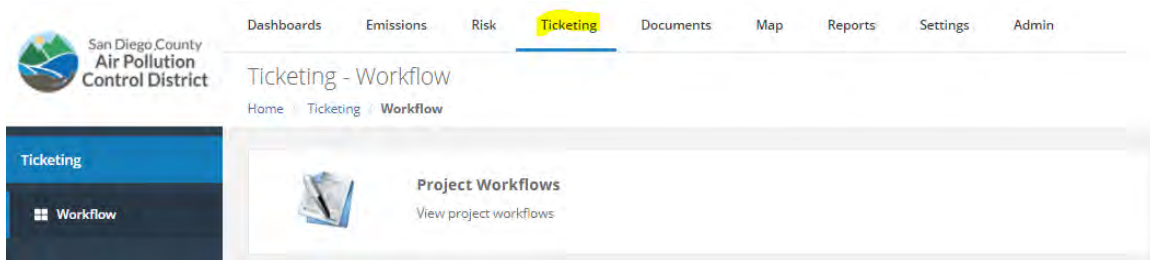 San Diego County
Air Pollution
Control District
Dashboards Emissions Risk Ticketing Documents Map Reports Settings Admin
Ticketing - Workflow
Home / Ticketing / Workflow
Ticketing
Workflow
Project Workflows
View project workflows